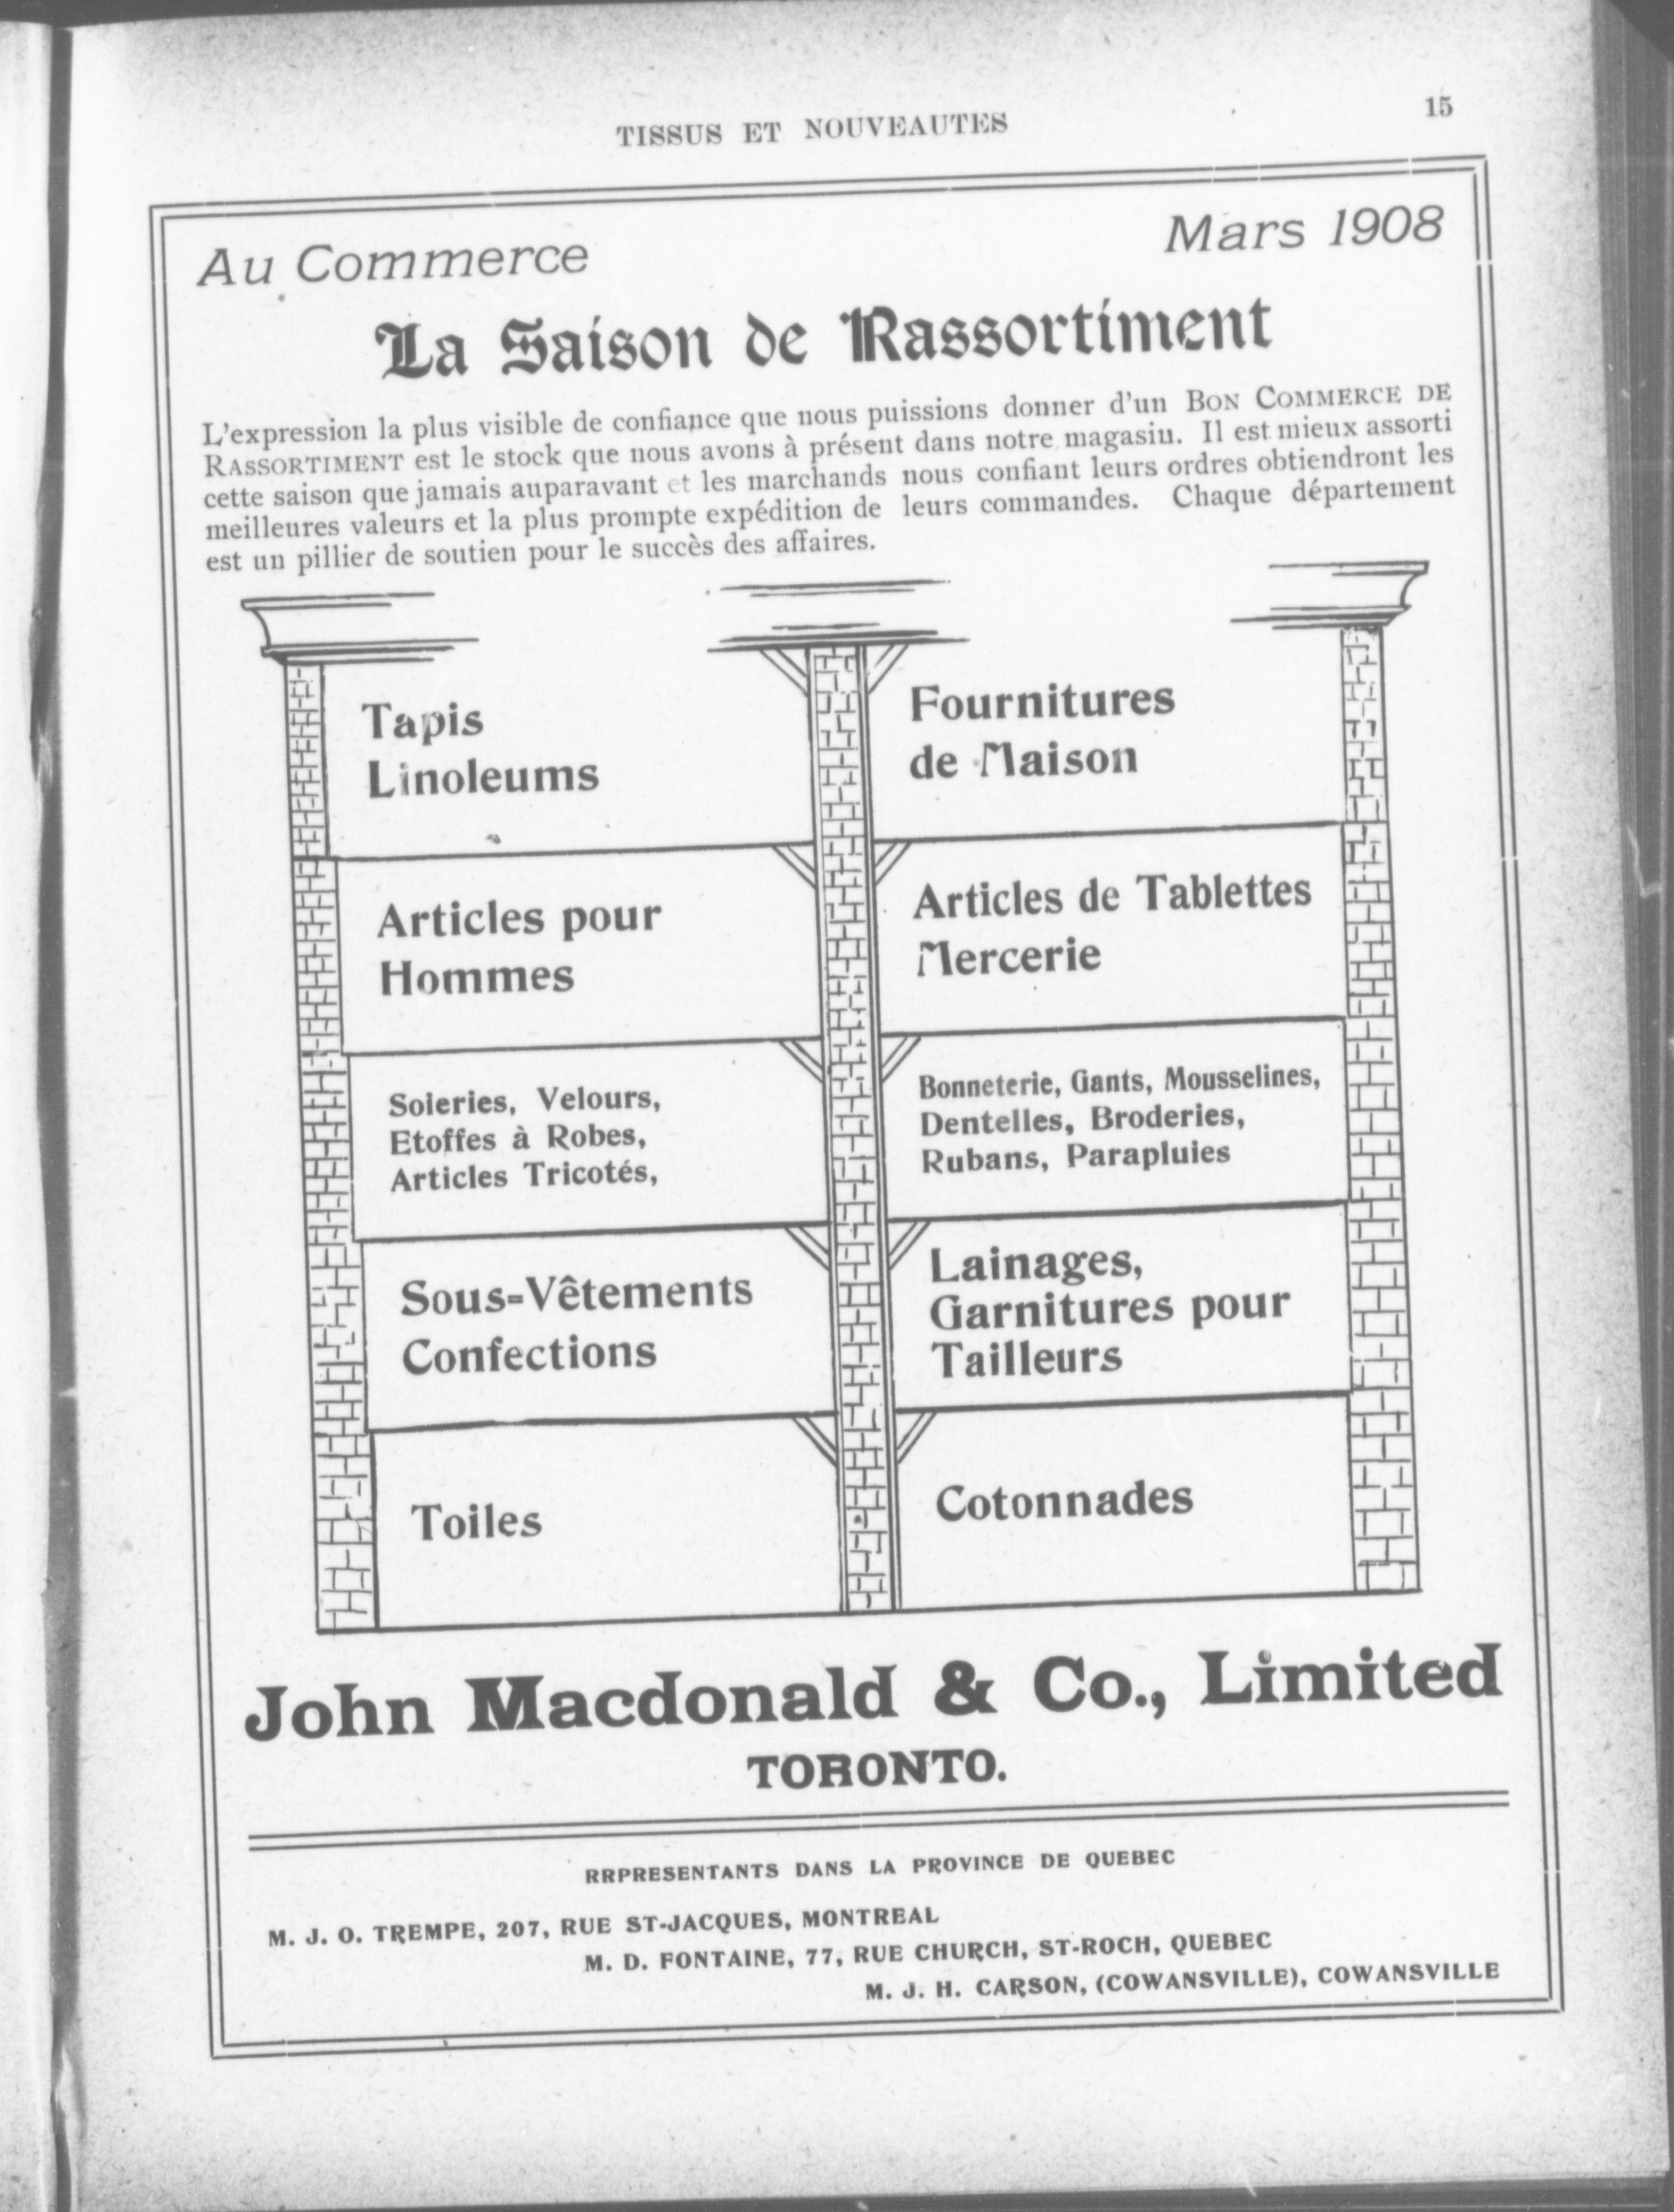 TISSUS ET NOUVEAUTES
15
Au Commerce
Mars 1908
La Saison de Rassortiment
L'expression la plus visible de confiance que nous puissions donner d'un BON COMMERCE DE
RASSORTIMENT est le stock que nous avons à présent dans notre magasiu. Il est mieux assorti
cette saison que jamais auparavant et les marchands nous confiant leurs ordres obtiendront les
meilleures valeurs et la plus prompte expédition de leurs commandes. Chaque département
est un pillier de soutien pour le succès des affaires.
Tapis
Linoleums
Fournitures
de Maison
Articles pour
Hommes
Articles de Tablettes
Mercerie
Soieries, Velours,
Etoffes à Robes,
Articles Tricotés,
Bonneterie, Gants, Mousselines,
Dentelles, Broderies,
Rubans, Parapluies
Sous-Vêtements
Confections
Lainages,
Garnitures pour
Tailleurs
Toiles
Cotonnades
John Macdonald & Co., Limited
TORONTO.
RRPRESENTANTS DANS LA PROVINCE DE QUEBEC
M. J. O. TREMPE, 207, RUE ST-JACQUES, MONTREAL
M. D. FONTAINE, 77, RUE CHURCH, ST-ROCH, QUEBEC
M. J. H. CARSON, (COWANSVILLE), COWANSVILLE